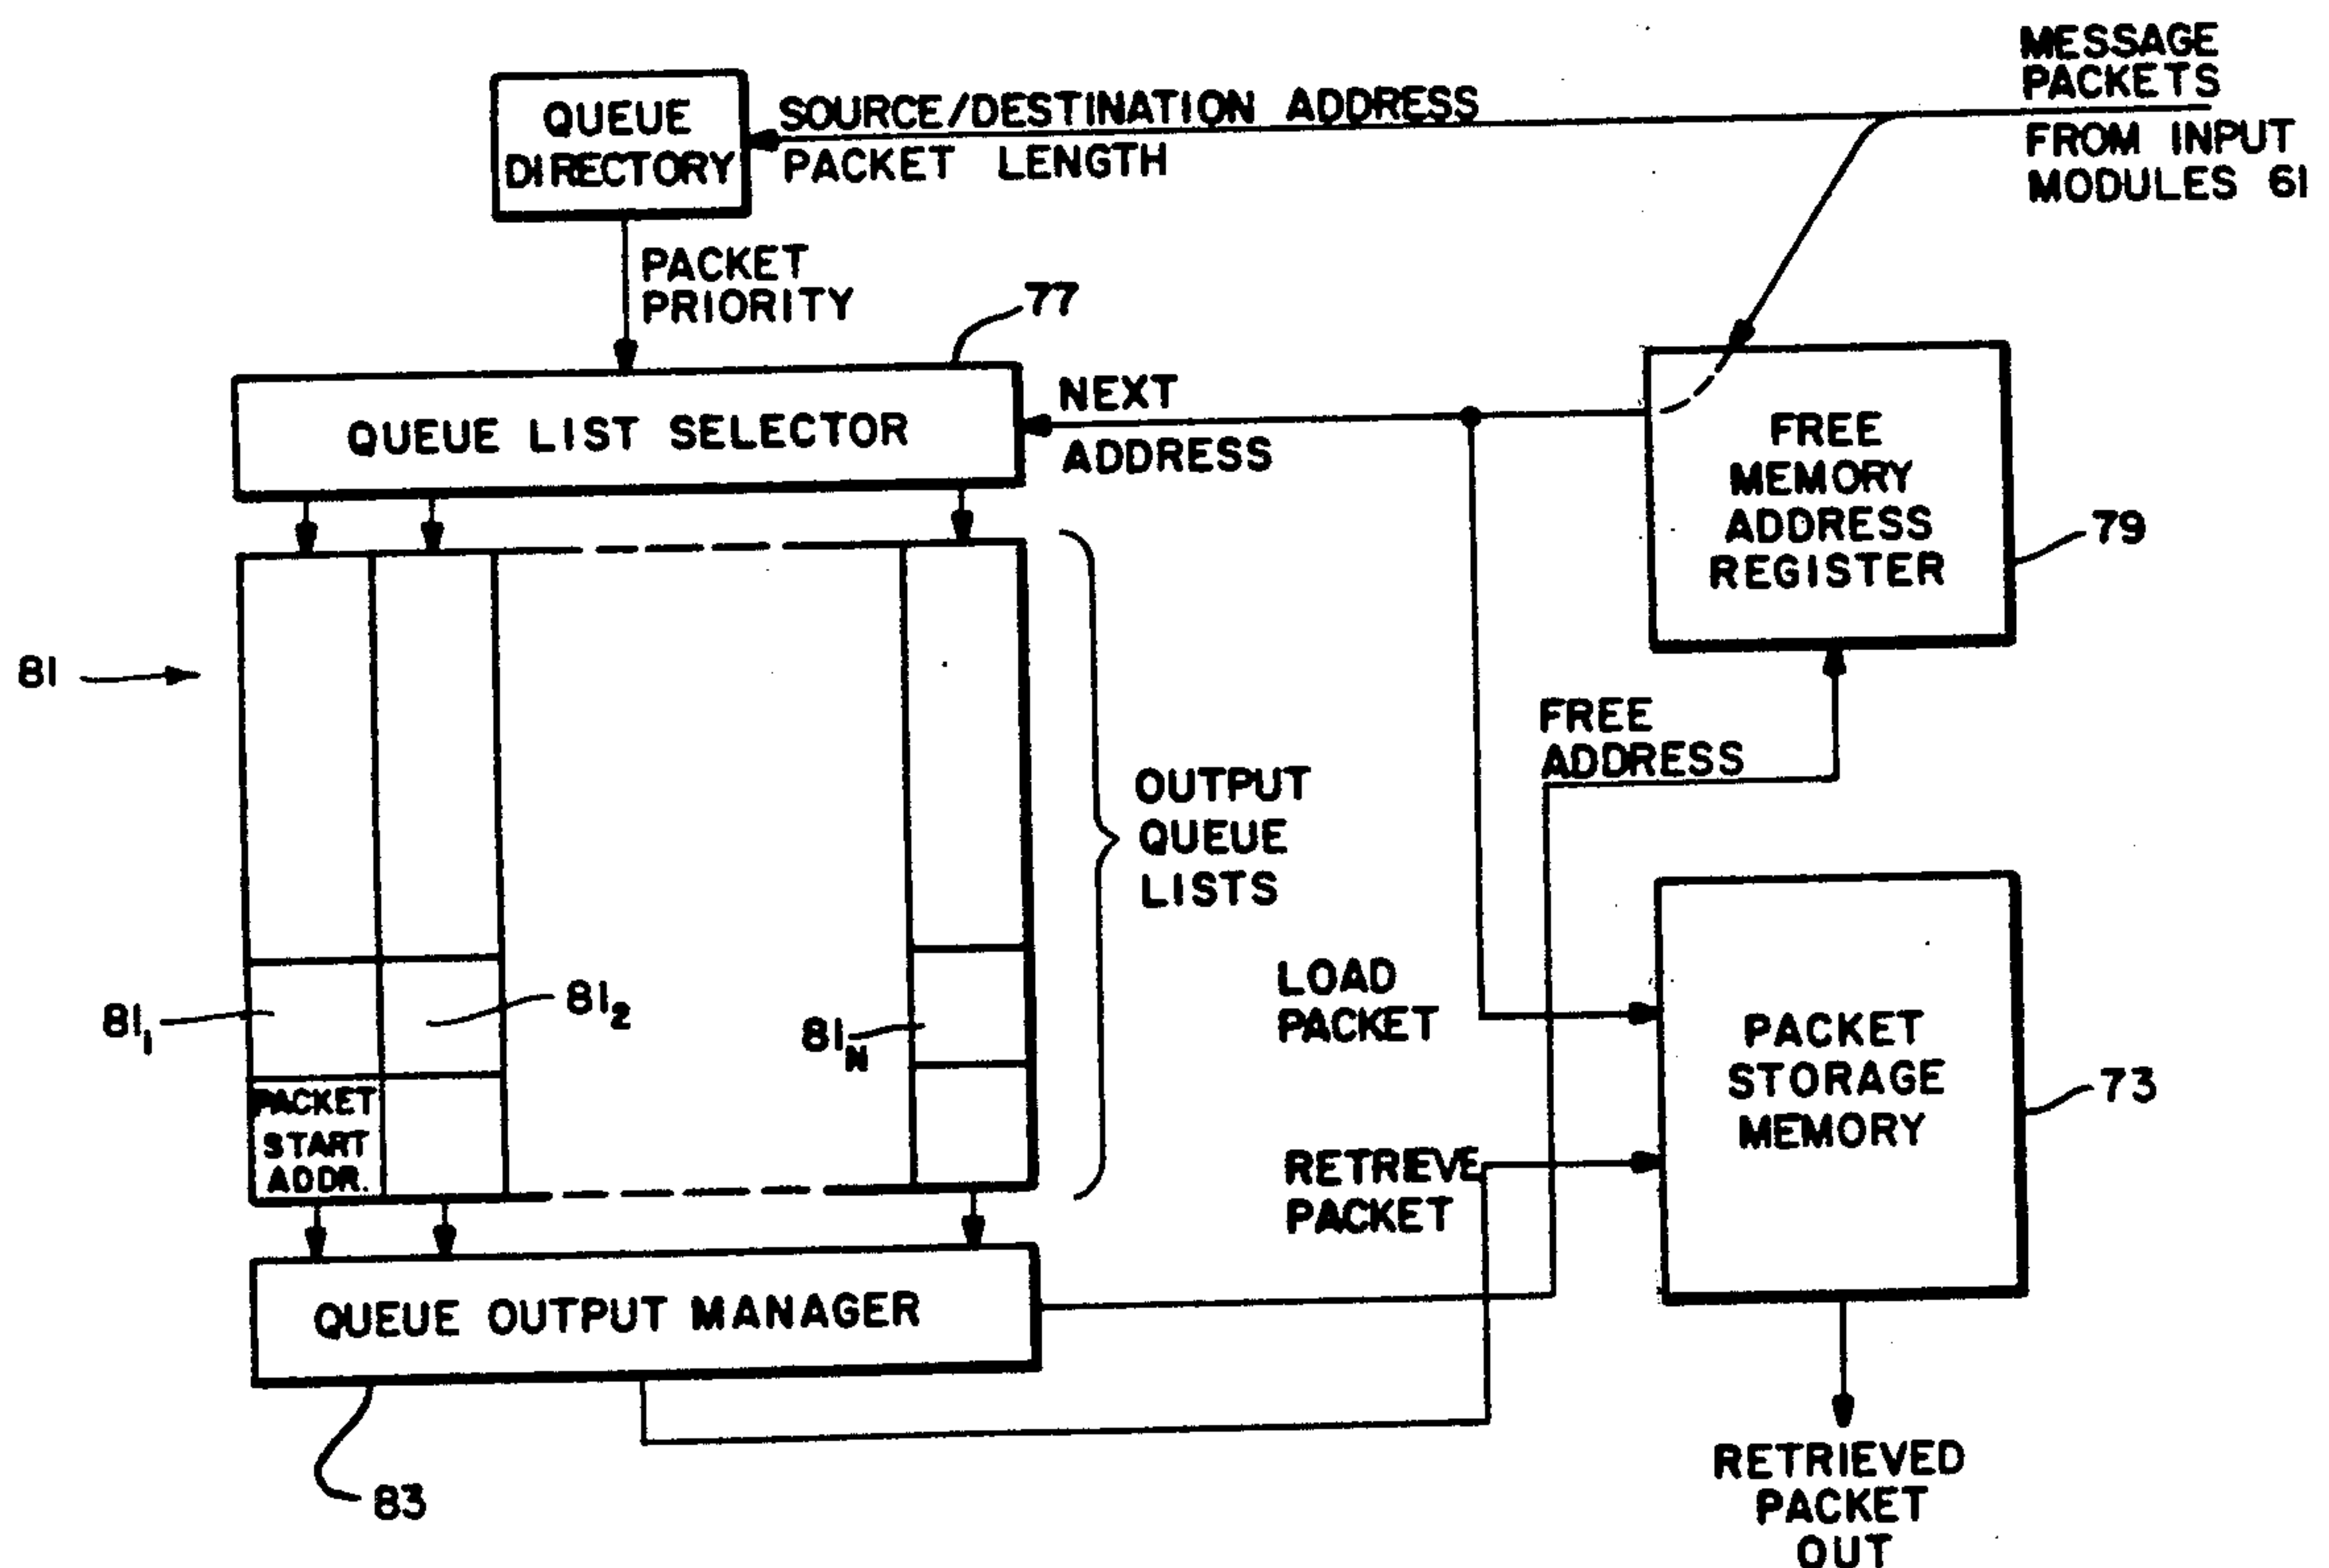 MESSAGE
PACKETS
FROM INPUT
MODULES 61
QUEUE
DIRECTORY
SOURCE/DESTINATION ADDRESS
PACKET LENGTH
PACKET
PRIORITY
77
QUEUE LIST SELECTOR
NEXT
ADDRESS
FREE
MEMORY
ADDRESS
REGISTER
79
81
FREE
ADDRESS
OUTPUT
QUEUE
LISTS
81₁
81₂
81N
LOAD
PACKET
PACKET
STORAGE
MEMORY
73
PACKET
START
ADDR.
RETRIEVE
PACKET
QUEUE OUTPUT MANAGER
83
RETRIEVED
PACKET
OUT